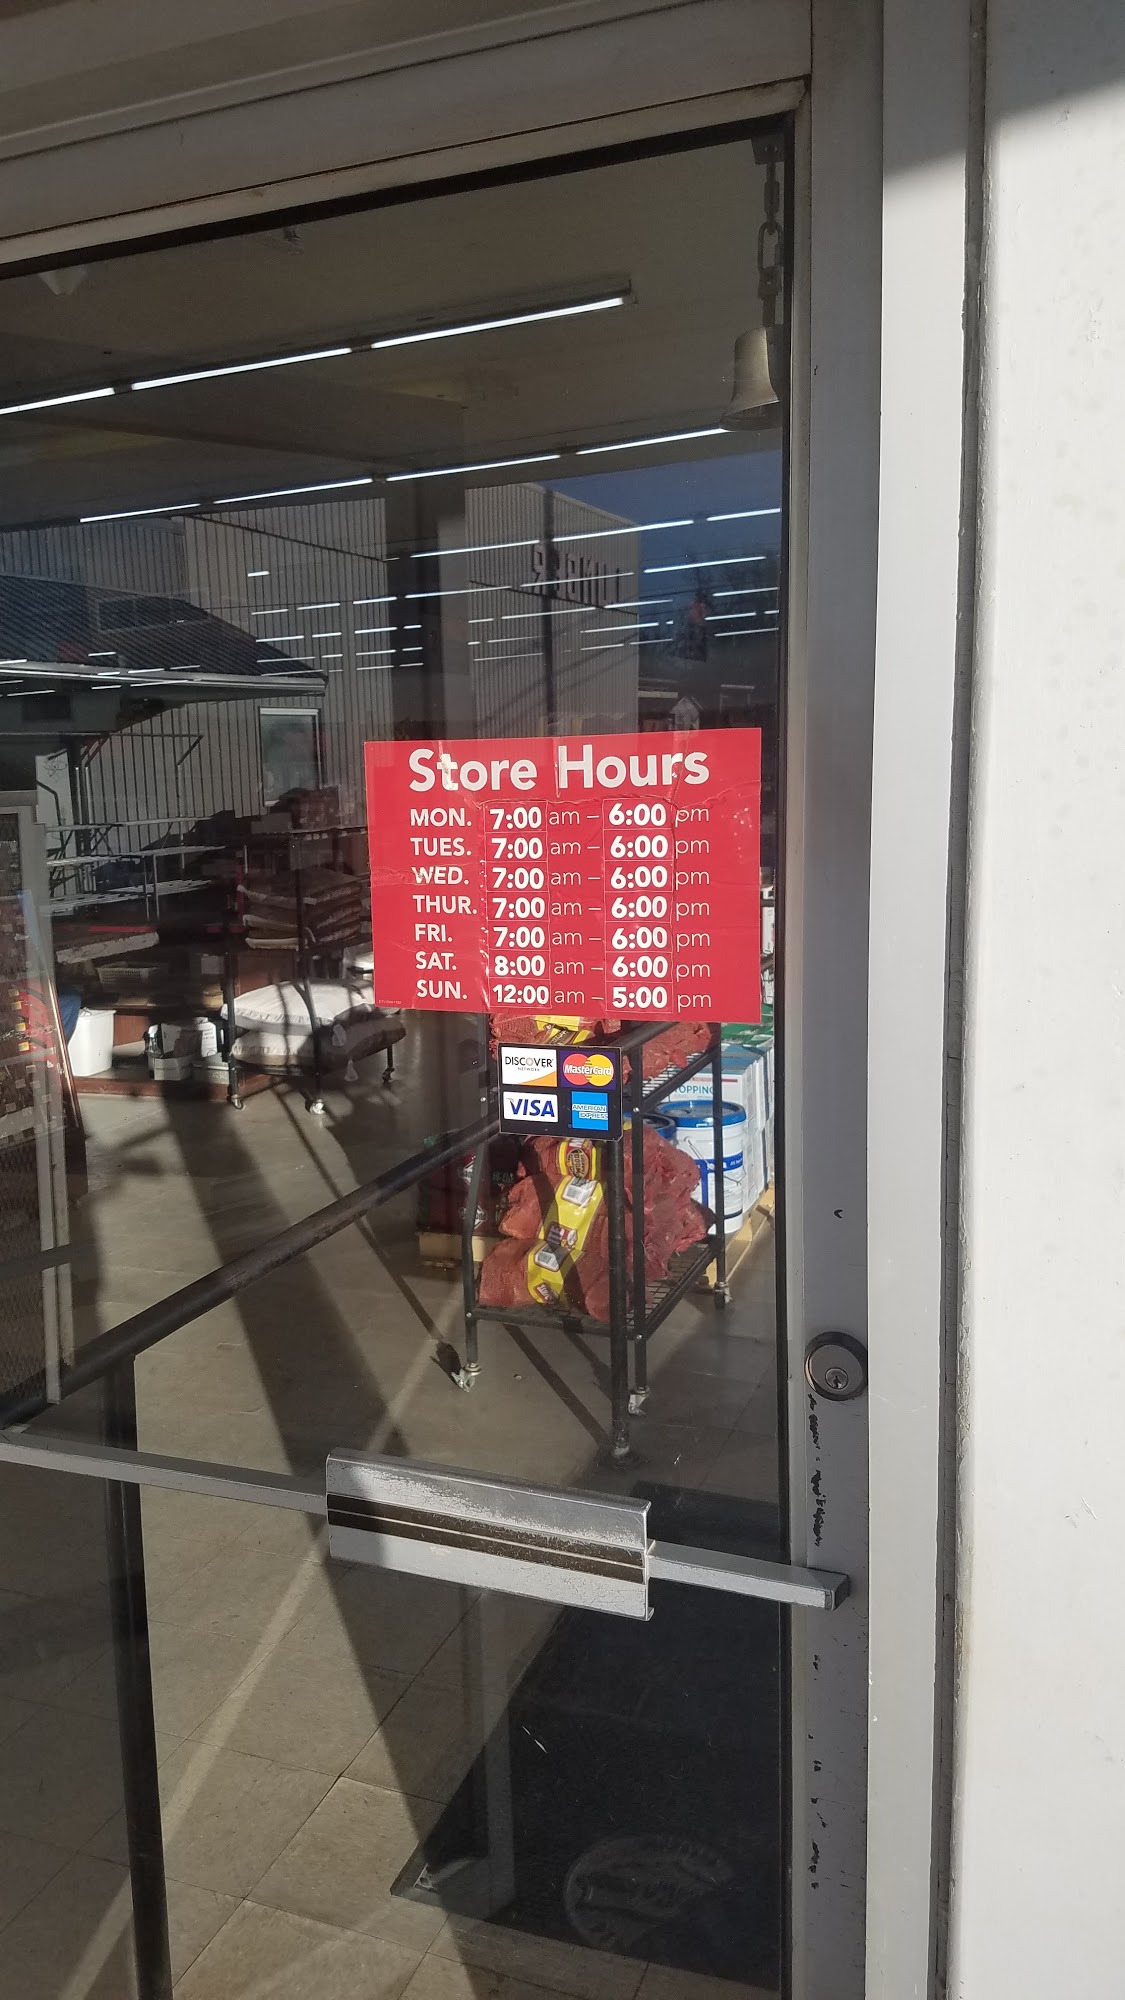 LUMBER
Store Hours
MON. 7:00 am – 6:00 pm
TUES. 7:00 am – 6:00 pm
WED. 7:00 am – 6:00 pm
THUR. 7:00 am – 6:00 pm
FRI. 7:00 am – 6:00 pm
SAT. 8:00 am – 6:00 pm
SUN. 12:00 am – 5:00 pm
DISCOVER
NETWORK
MasterCard
VISA
AMERICAN
EXPRESS